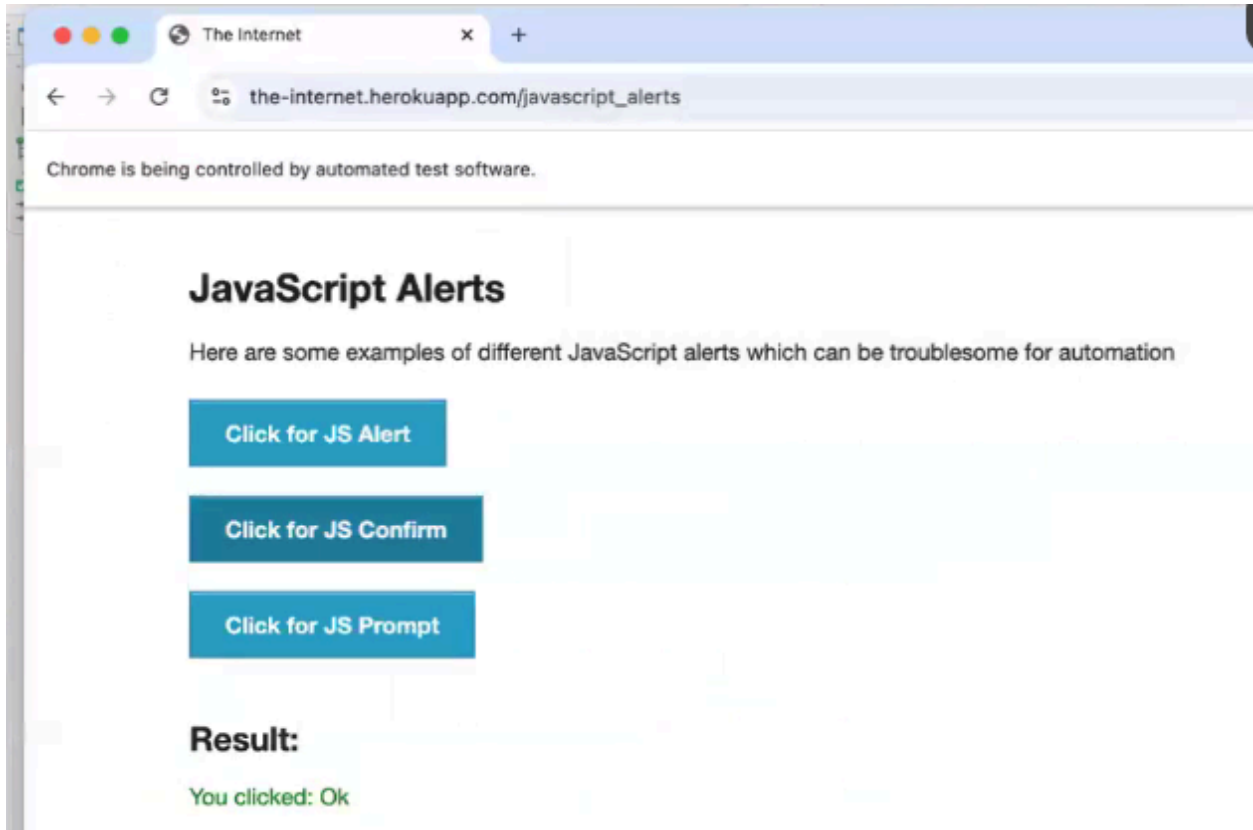 The Internet
the-internet.herokuapp.com/javascript_alerts
Chrome is being controlled by automated test software.
JavaScript Alerts
Here are some examples of different JavaScript alerts which can be troublesome for automation
Click for JS Alert
Click for JS Confirm
Click for JS Prompt
Result:
You clicked: Ok